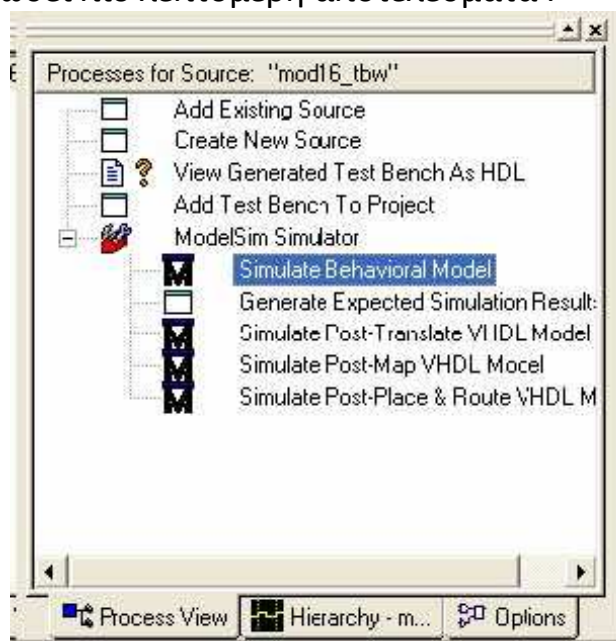 Processes for Source: "mod16_tbw"
Add Existing Source
Create New Source
View Generated Test Bench As HDL
Add Test Bench To Project
ModelSim Simulator
Simulate Behavioral Model
Generate Expected Simulation Results
Simulate Post-Translate VHDL Model
Simulate Post-Map VHDL Model
Simulate Post-Place & Route VHDL M
Process View Hierarchy - m... Options